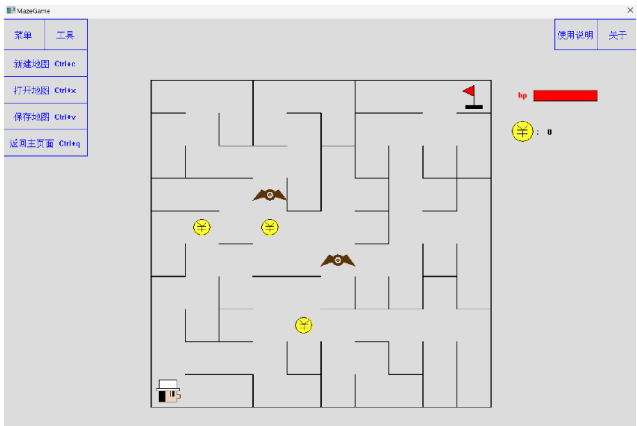 MazeGame
菜单 工具 使用说明 关于
新建地图 Ctrl+c
打开地图 Ctrl+x
保存地图 Ctrl+v
返回主页面 Ctrl+q
hp
¥ : 0
¥ ¥
¥